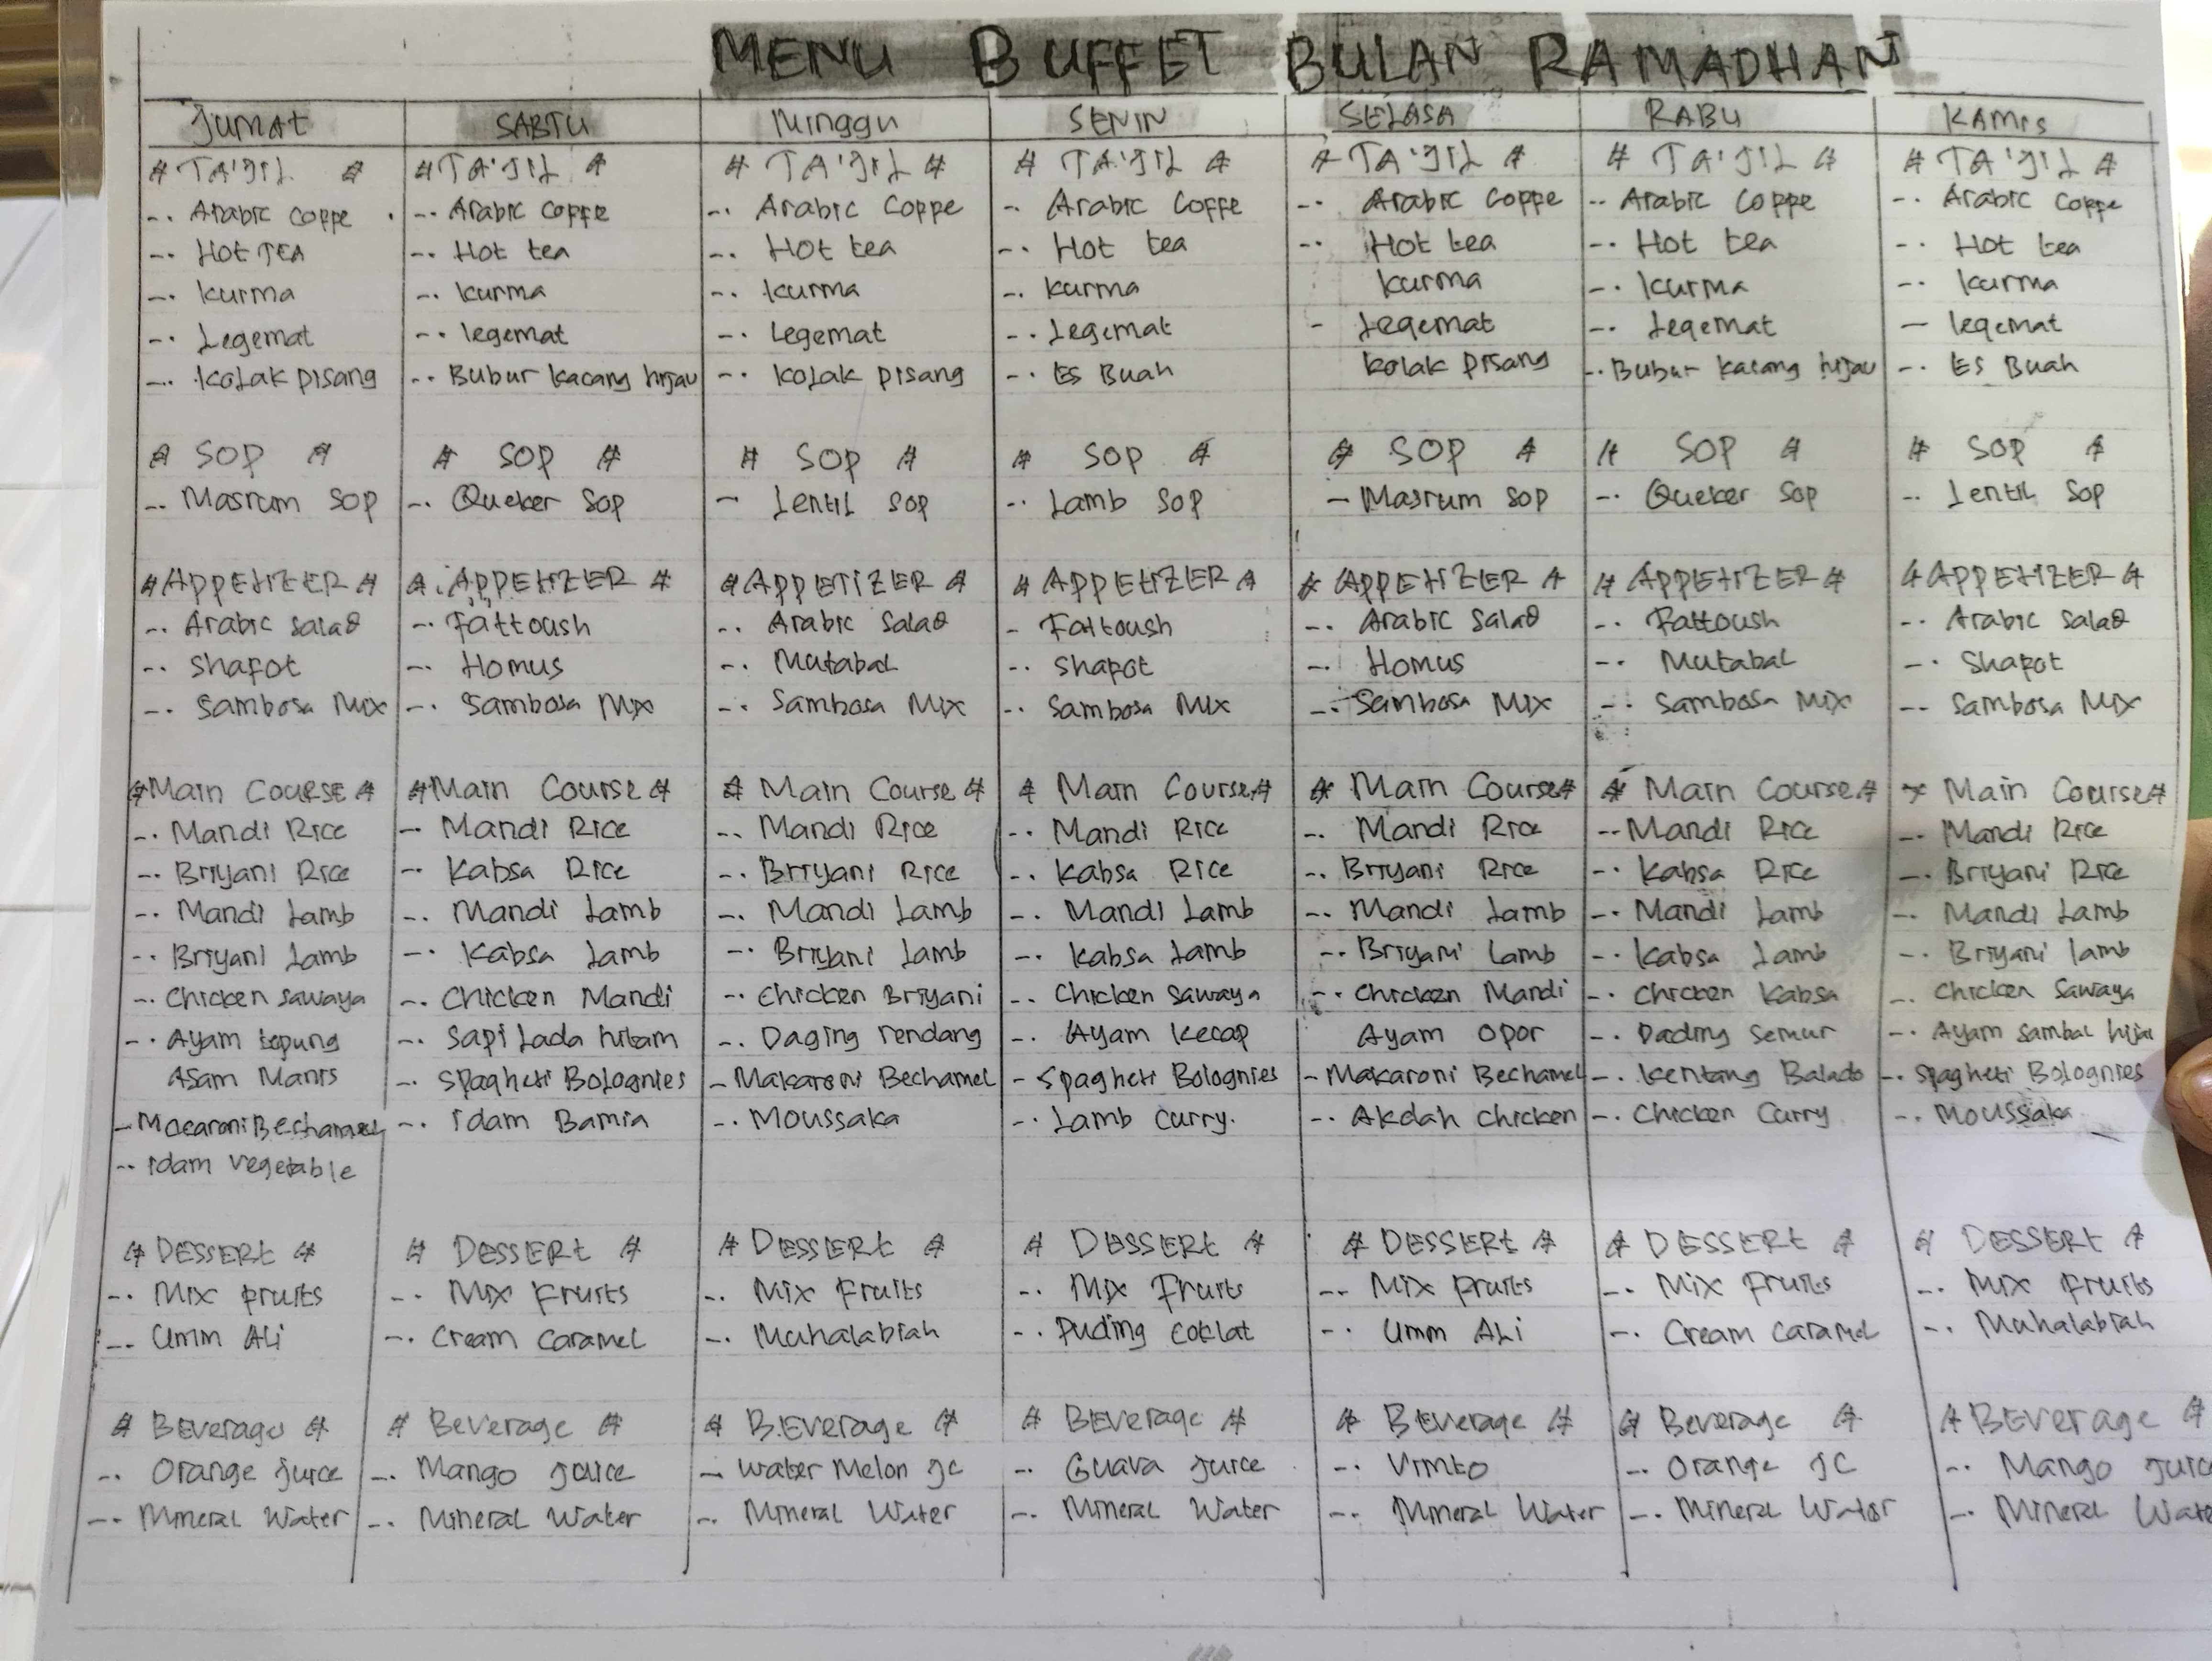 MENU BUFFET BULAN RAMADHAN
Jumat
# TA'JIL #
-. Arabic Coppe
-. Hot TEA
-. Kurma
-. Legemat
-. Kolak pisang
# SOP #
-. Masrum SOP
# APPETIZER #
-. Arabic Salad
-. Shafot
-. Sambosa Mix
# Main Course #
-. Mandi Rice
-. Briyani Rice
-. Mandi Lamb
-. Briyani Lamb
-. Chicken Sawaya
-. Ayam tepung
Asam Manis
- Macaroni Bechamel
-. idam vegetable
# DESSERT #
-. Mix pruits
-. Umm Ali
# Beverage #
-. Orange Juice
-. Mineral Water
SABTU
# TA'JIL #
-. Arabic Coppe
-. Hot tea
-. Kurma
-. legemat
-. Bubur Kacang hijau
# SOP #
-. Queker Sop
# APPETIZER #
-. Fattoush
-. Homus
-. Sambosa Mix
# Main Course #
-. Mandi Rice
-. Kabsa Rice
-. Mandi Lamb
-. Kabsa Lamb
-. Chicken Mandi
-. Sapi Lada hitam
-. Spagheti Bolognies
-. idam Bamia
# DESSERT #
-. Mix Fruits
-. Cream Caramel
# Beverage #
-. Mango Jouice
-. Mineral Water
Minggu
# TA'JIL #
-. Arabic Coppe
-. Hot tea
-. Kurma
-. Legemat
-. Kolak pisang
# SOP #
- Lentil Sop
# APPETIZER #
-. Arabic Salad
-. Mutabal
-. Sambosa Mix
# Main Course #
-. Mandi Rice
-. Briyani Rice
-. Mandi Lamb
-. Briyani Lamb
-. Chicken Briyani
-. Daging rendang
- Makaroni Bechamel
-. Moussaka
# DESSERT #
-. Mix Fruits
-. Muhalabiah
# BEverage #
- Water Melon JC
-. Mineral Water
SENIN
# TA'JIL #
-. Arabic Coffe
-. Hot tea
-. Kurma
-. Legemat
-. Es Buah
# SOP #
-. Lamb Sop
# APPETIZER #
- Fattoush
-. Shafot
-. Sambosa Mix
# Main Course #
-. Mandi Rice
-. Kabsa Rice
-. Mandi Lamb
-. Kabsa Lamb
-. Chicken Sawaya
-. Ayam Kecap
- Spagheti Bolognies
-. Lamb Curry.
# DESSERT #
-. Mix Fruits
-. Puding Coklat
# BEverage #
-. Guava Juice
-. Mineral Water
SELASA
# TA'JIL #
-. Arabic Coppe
-. Hot tea
Kurma
- Legemat
Kolak Pisang
# SOP #
- Masrum Sop
# APPETIZER #
-. Arabic Salad
-. Homus
-. Sambosa Mix
# Main Course #
-. Mandi Rice
-. Briyani Rice
-. Mandi Lamb
-. Briyani Lamb
-. Chicken Mandi
Ayam Opor
- Makaroni Bechamel
-. Akdah Chicken
# DESSERT #
-. Mix Fruits
-. Umm Ali
# BEverage #
-. Vimto
-. Mineral Water
RABU
# TA'JIL #
-. Arabic Coppe
-. Hot tea
-. Kurma
-. Legemat
-. Bubur Kacang hijau
# SOP #
-. Queker Sop
# APPETIZER #
-. Fattoush
-. Mutabal
-. Sambosa Mix
# Main Course #
-. Mandi Rice
-. Kabsa Rice
-. Mandi Lamb
-. Kabsa Lamb
-. Chicken Kabsa
-. Dading Semur
-. Kentang Balado
-. Chicken Curry
# DESSERT #
-. Mix Fruits
-. Cream Caramel
# Beverage #
-. Orange JC
-. Mineral Water
KAMIS
# TA'JIL #
-. Arabic Coppe
-. Hot tea
-. Kurma
- legemat
-. Es Buah
# SOP #
-. Lentil Sop
# APPETIZER #
-. Arabic Salad
-. Shafot
-. Sambosa Mix
# Main Course #
-. Mandi Rice
-. Briyani Rice
-. Mandi Lamb
-. Briyani lamb
-. Chicken Sawaya
-. Ayam Sambal hijau
-. Spagheti Bolognies
-. Moussaka
# DESSERT #
-. Mix Fruits
-. Muhalabiah
# BEverage #
-. Mango Juic
-. Mineral Wate